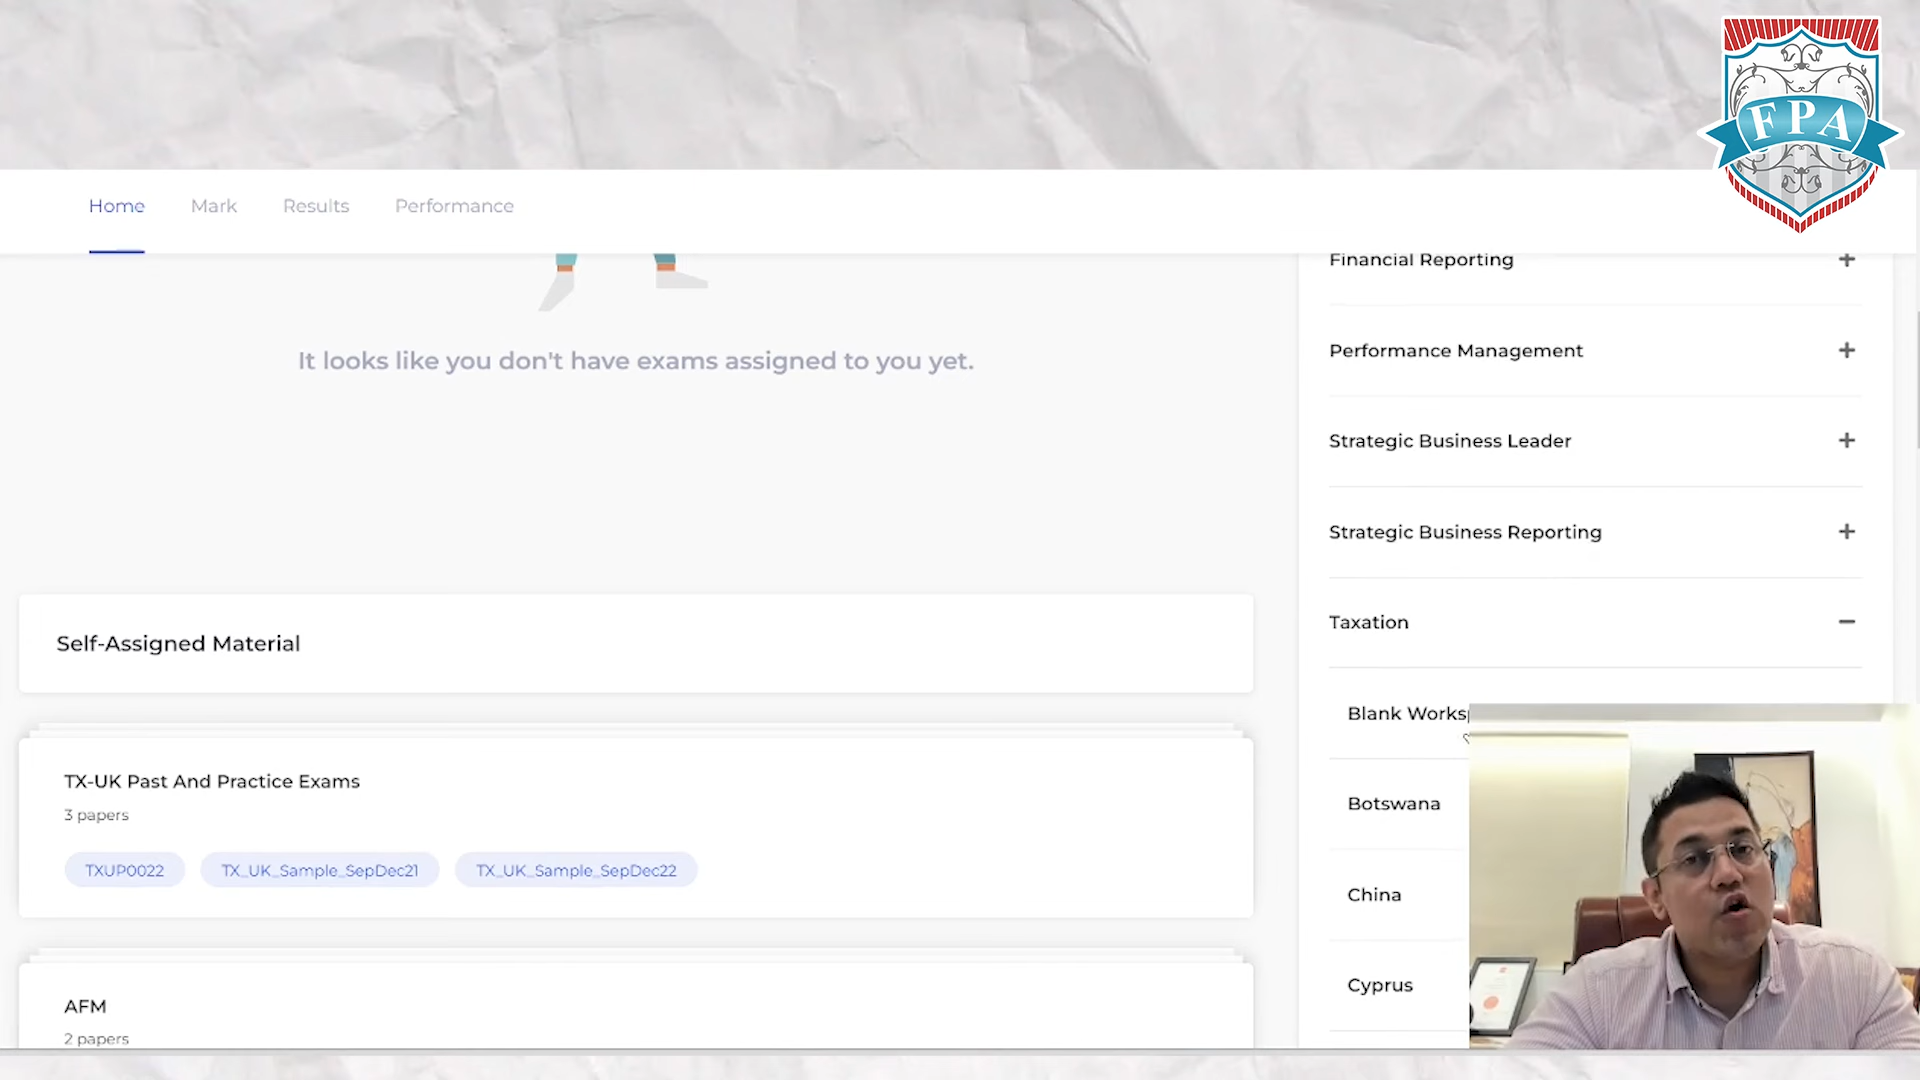 FPA
Home
Mark
Results
Performance
It looks like you don't have exams assigned to you yet.
Self-Assigned Material
TX-UK Past And Practice Exams
3 papers
TXUP0022
TX_UK_Sample_SepDec21
TX_UK_Sample_SepDec22
AFM
2 papers
Financial Reporting
Performance Management
Strategic Business Leader
Strategic Business Reporting
Taxation
Blank Worksp
Botswana
China
Cyprus